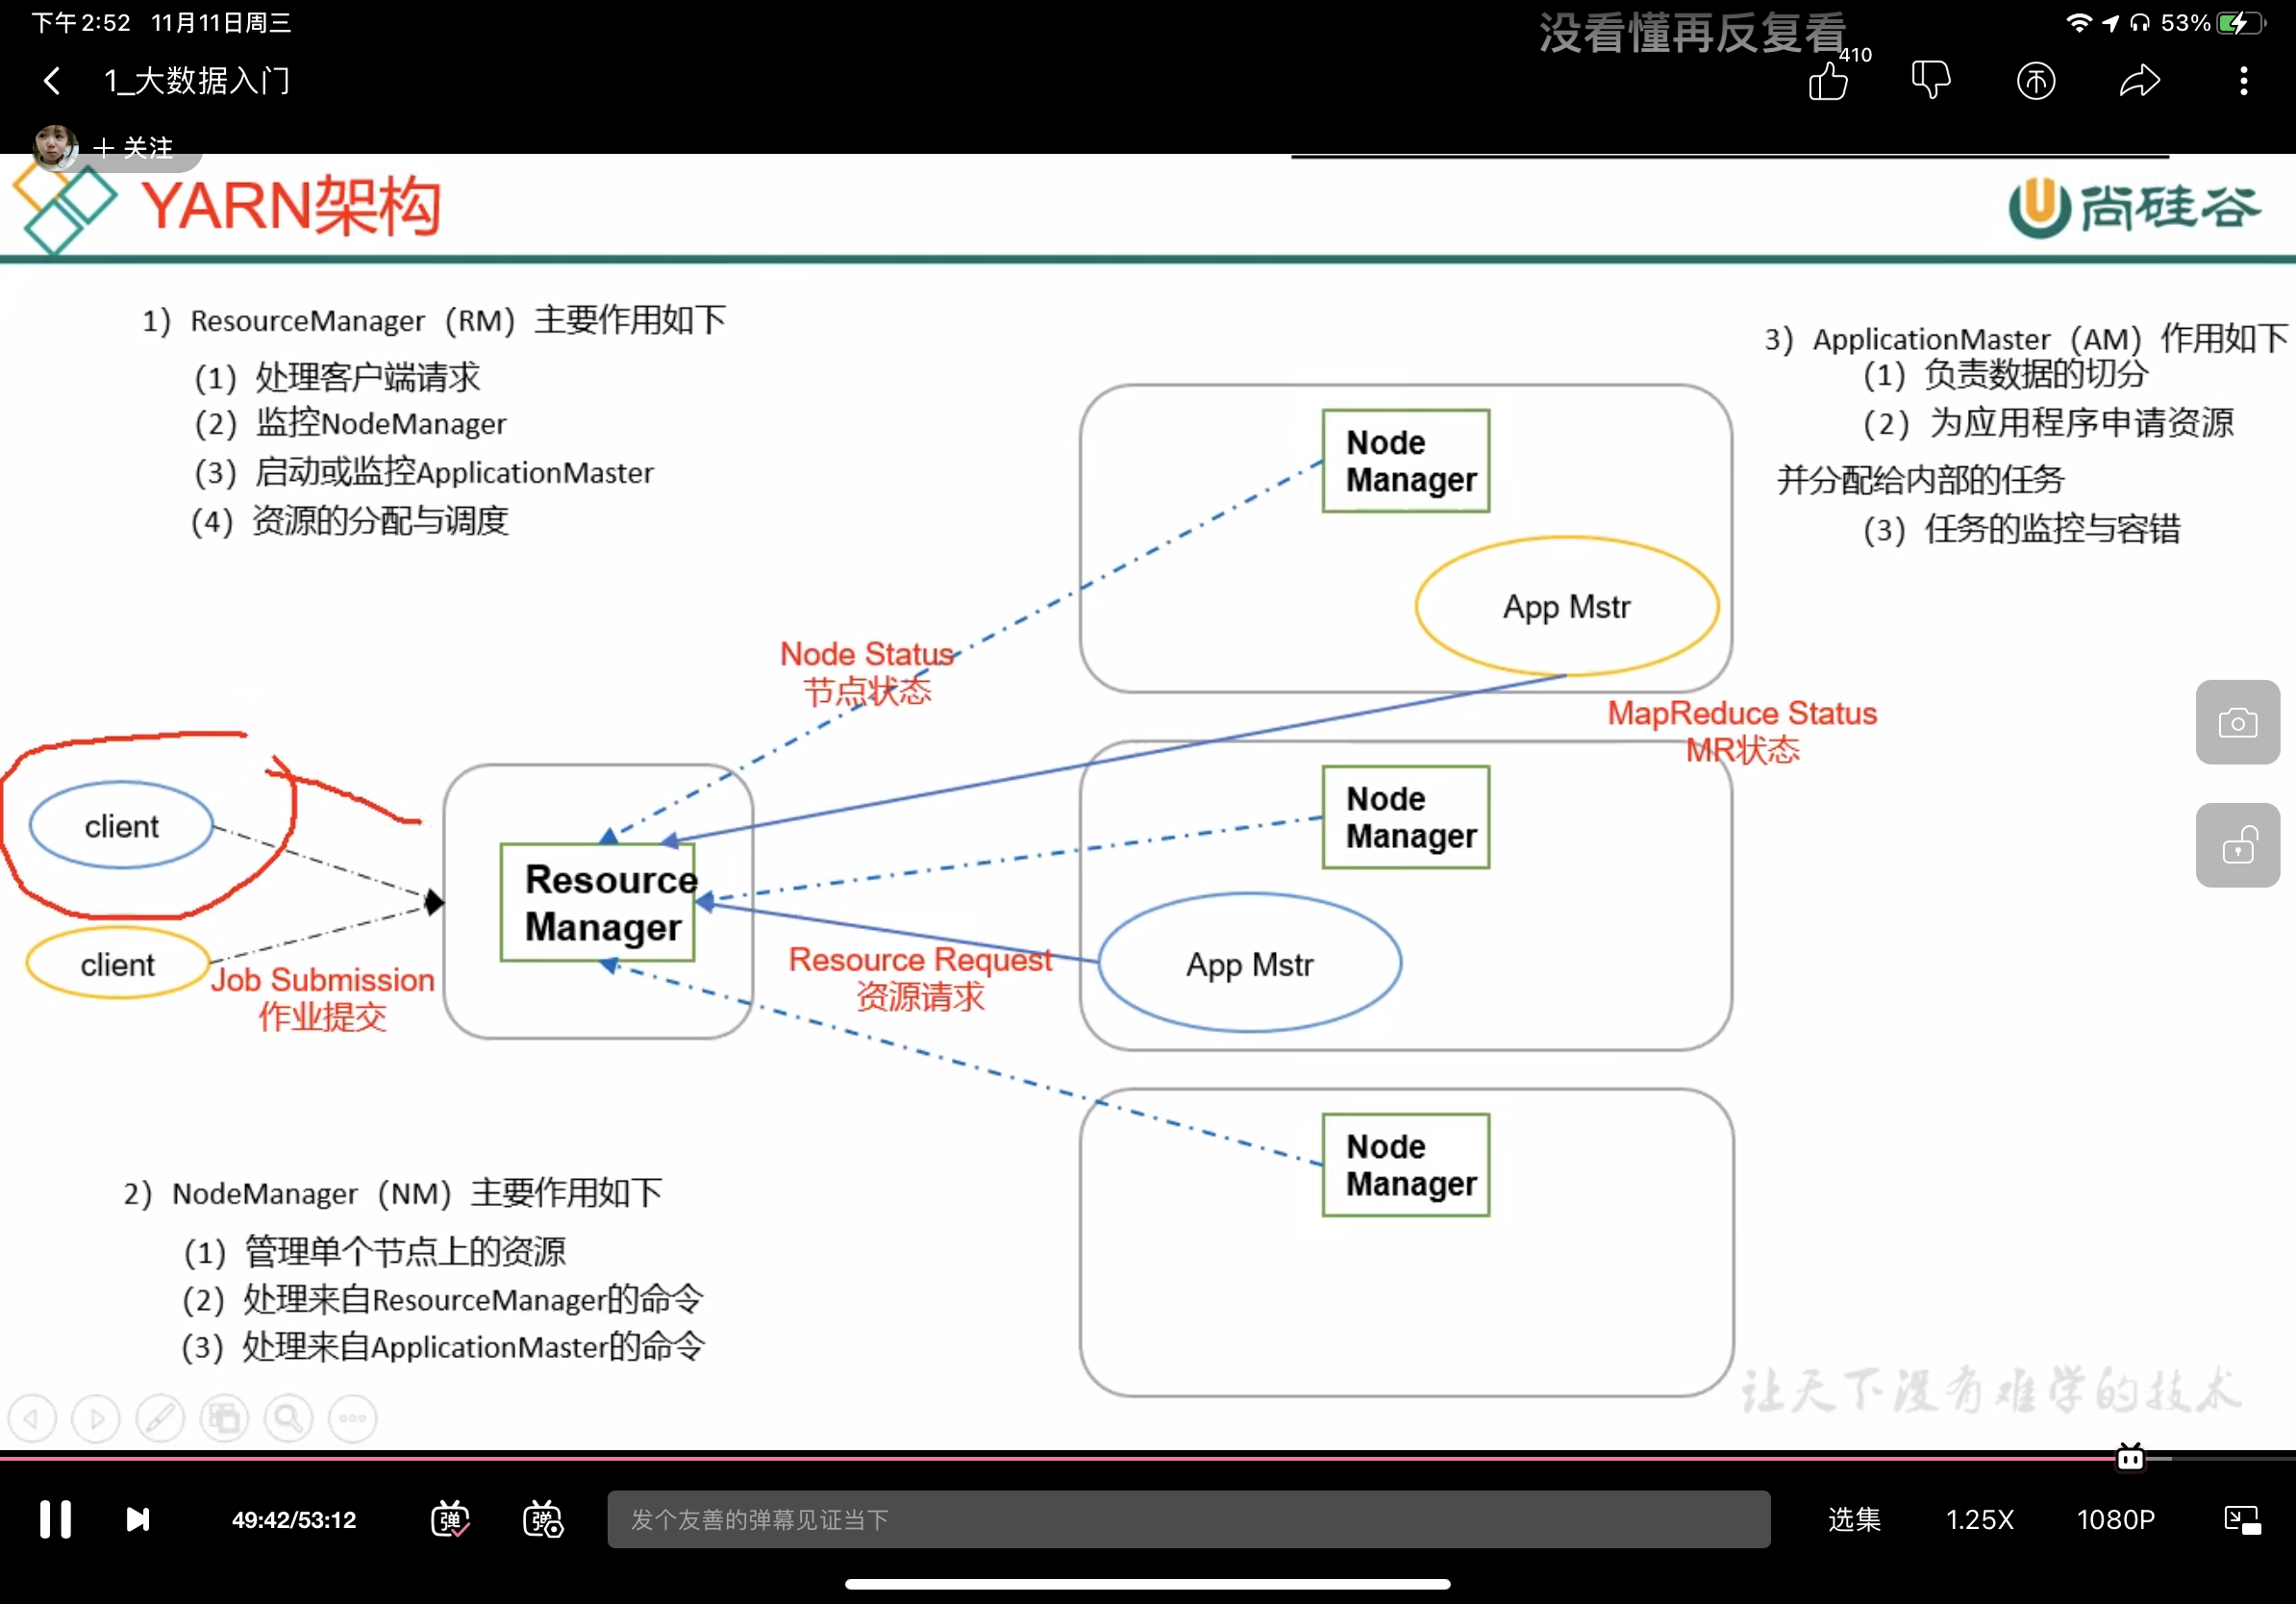 下午2:52 11月11日周三
没看懂再反复看
53%
1_大数据入门
410
+ 关注
YARN架构
尚硅谷
1）ResourceManager（RM）主要作用如下
（1）处理客户端请求
（2）监控NodeManager
（3）启动或监控ApplicationMaster
（4）资源的分配与调度
3）ApplicationMaster（AM）作用如下
（1）负责数据的切分
（2）为应用程序申请资源
并分配给内部的任务
（3）任务的监控与容错
Node
Manager
App Mstr
Node Status
节点状态
MapReduce Status
MR状态
client
Resource
Manager
Node
Manager
client
Job Submission
作业提交
Resource Request
资源请求
App Mstr
Node
Manager
2）NodeManager（NM）主要作用如下
（1）管理单个节点上的资源
（2）处理来自ResourceManager的命令
（3）处理来自ApplicationMaster的命令
让天下没有难学的技术
49:42/53:12
弹
弹
发个友善的弹幕见证当下
选集
1.25X
1080P